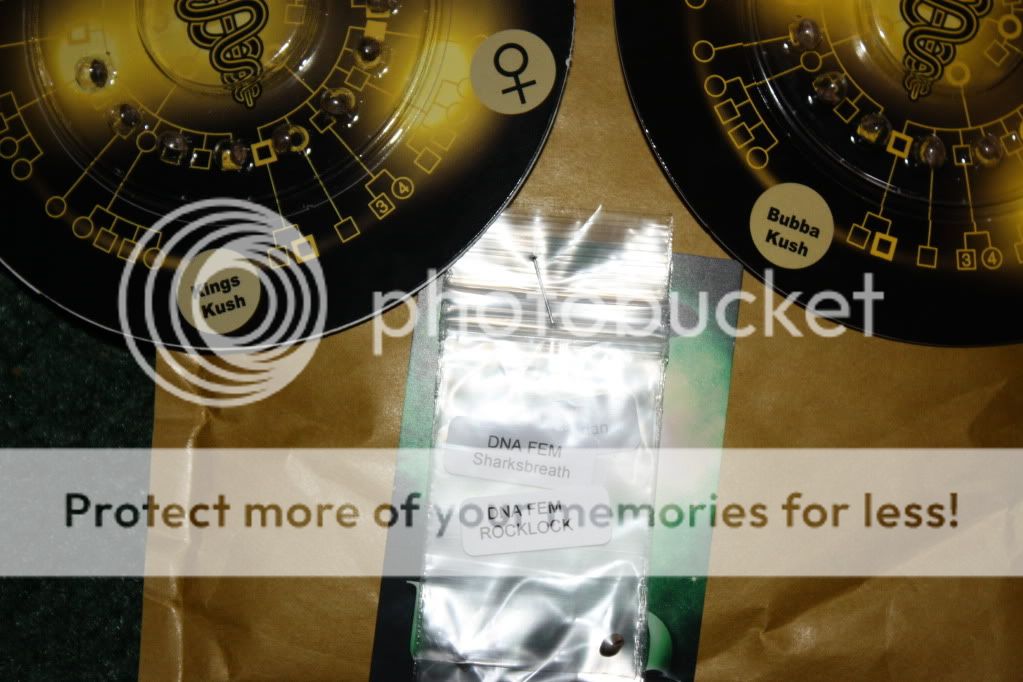 Kings
Kush
3
4
Bubba
Kush
3
4
photobucket
DNA FEM
Sharksbreath
DNA FEM
ROCKLOCK
Protect more of your memories for less!